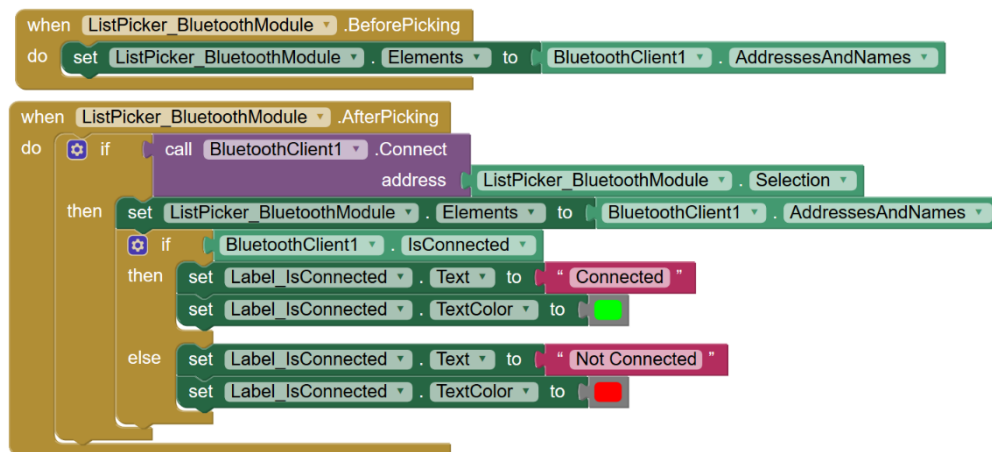 when ListPicker_BluetoothModule .BeforePicking
do set ListPicker_BluetoothModule . Elements to BluetoothClient1 . AddressesAndNames
when ListPicker_BluetoothModule .AfterPicking
do if call BluetoothClient1 .Connect
address ListPicker_BluetoothModule . Selection
then set ListPicker_BluetoothModule . Elements to BluetoothClient1 . AddressesAndNames
if BluetoothClient1 . IsConnected
then set Label_IsConnected . Text to “ Connected ”
set Label_IsConnected . TextColor to
else set Label_IsConnected . Text to “ Not Connected ”
set Label_IsConnected . TextColor to